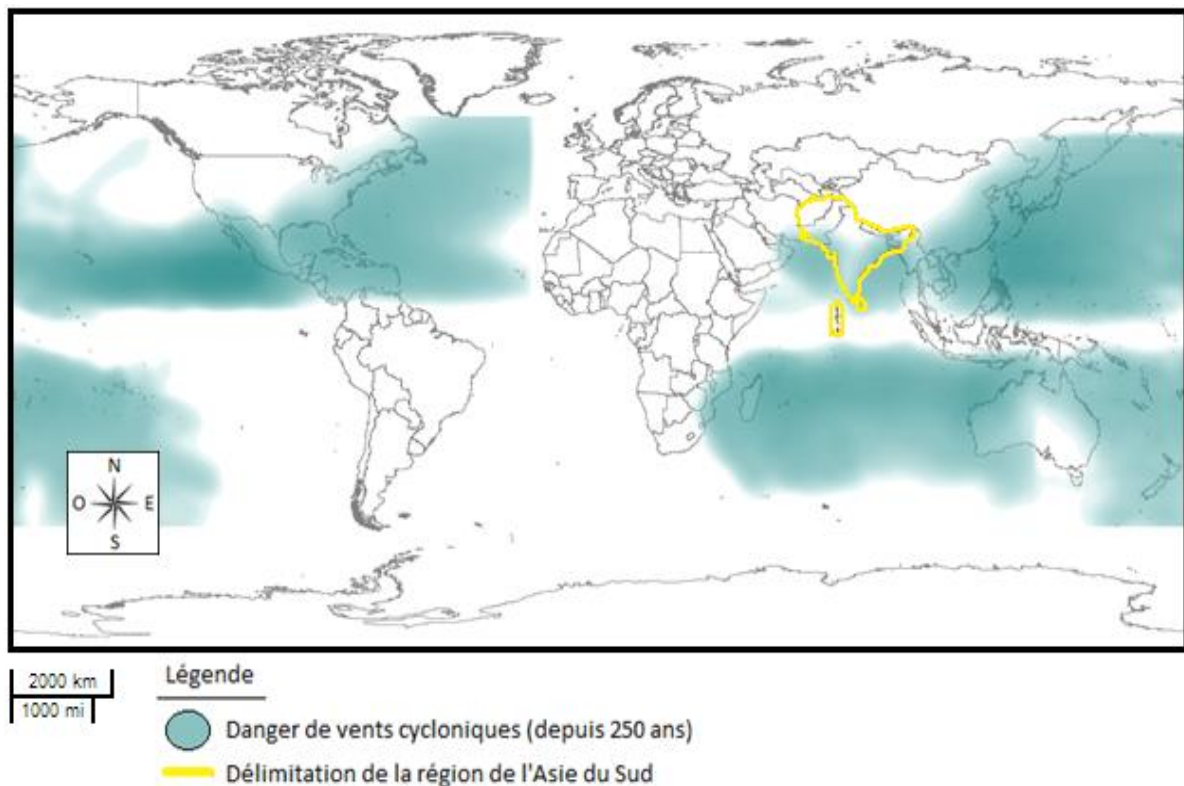 N
O E
S
2000 km
1000 mi
Légende
Danger de vents cycloniques (depuis 250 ans)
Délimitation de la région de l'Asie du Sud